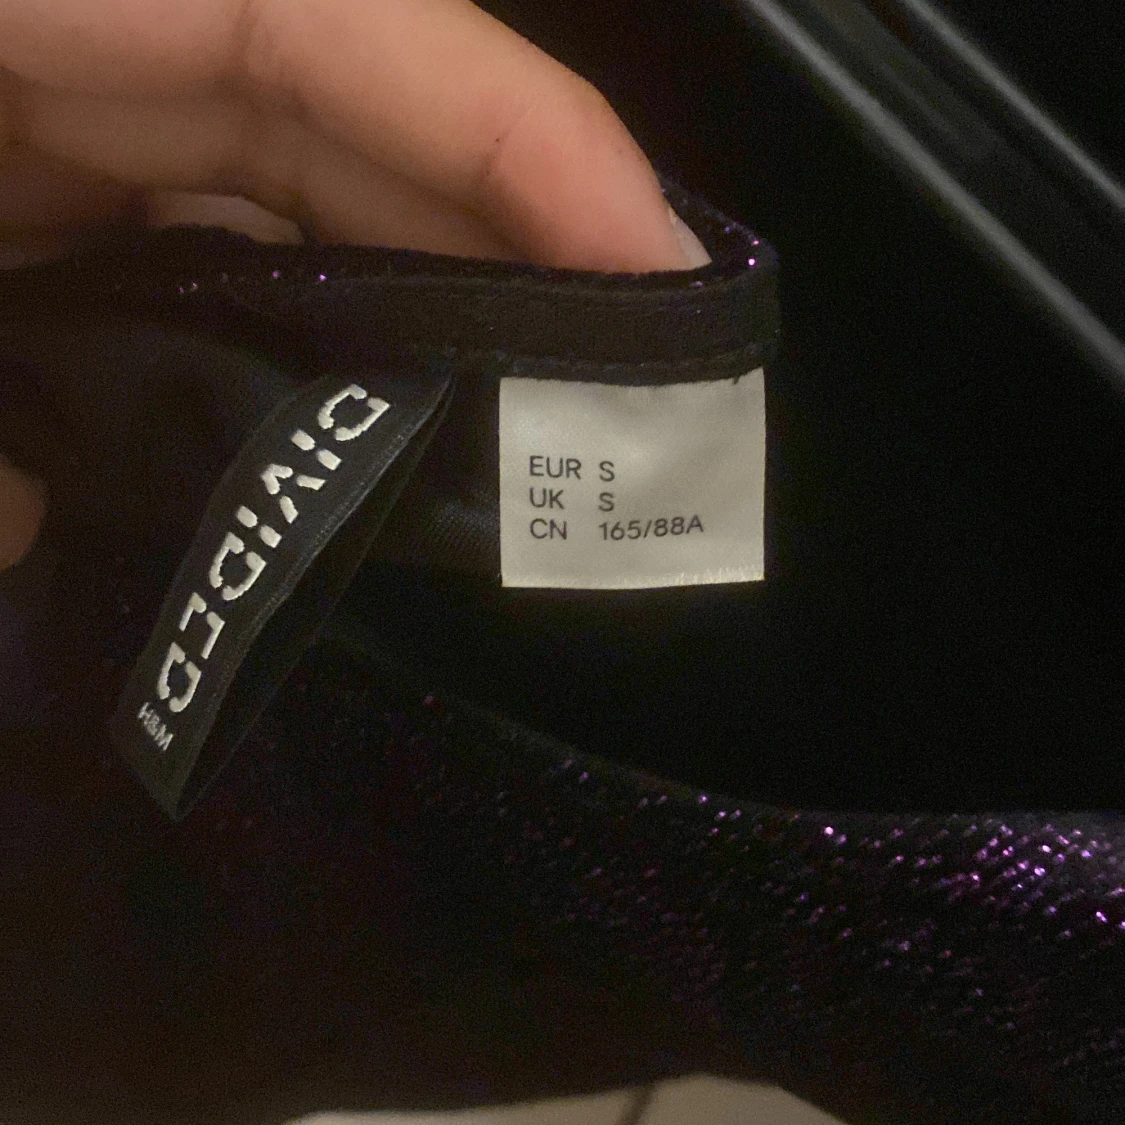 DIVIDED
H&M
EUR S
UK S
CN 165/88A